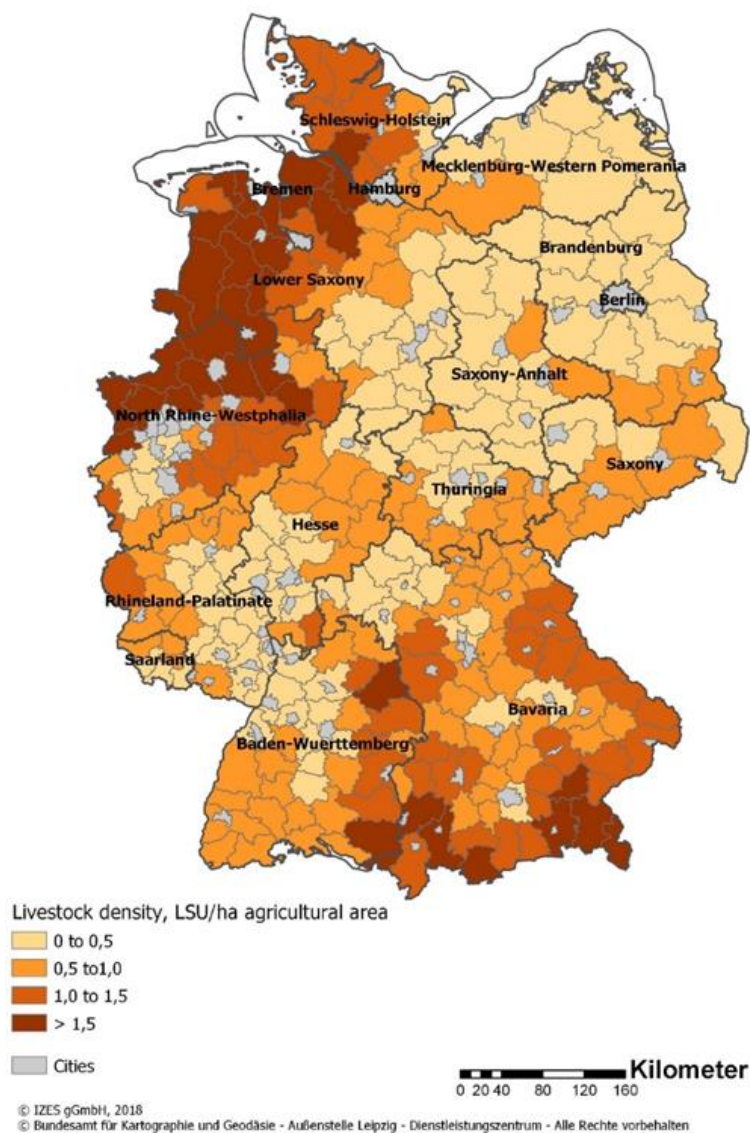 Schleswig-Holstein
Mecklenburg-Western Pomerania
Bremen
Hamburg
Brandenburg
Lower Saxony
Berlin
Saxony-Anhalt
North Rhine-Westphalia
Saxony
Thuringia
Hesse
Rhineland-Palatinate
Saarland
Bavaria
Baden-Wuerttemberg
Livestock density, LSU/ha agricultural area
0 to 0,5
0,5 to1,0
1,0 to 1,5
> 1,5
Cities
Kilometer
0 20 40 80 120 160
© IZES gGmbH, 2018
© Bundesamt für Kartographie und Geodäsie - Außenstelle Leipzig - Dienstleistungszentrum - Alle Rechte vorbehalten